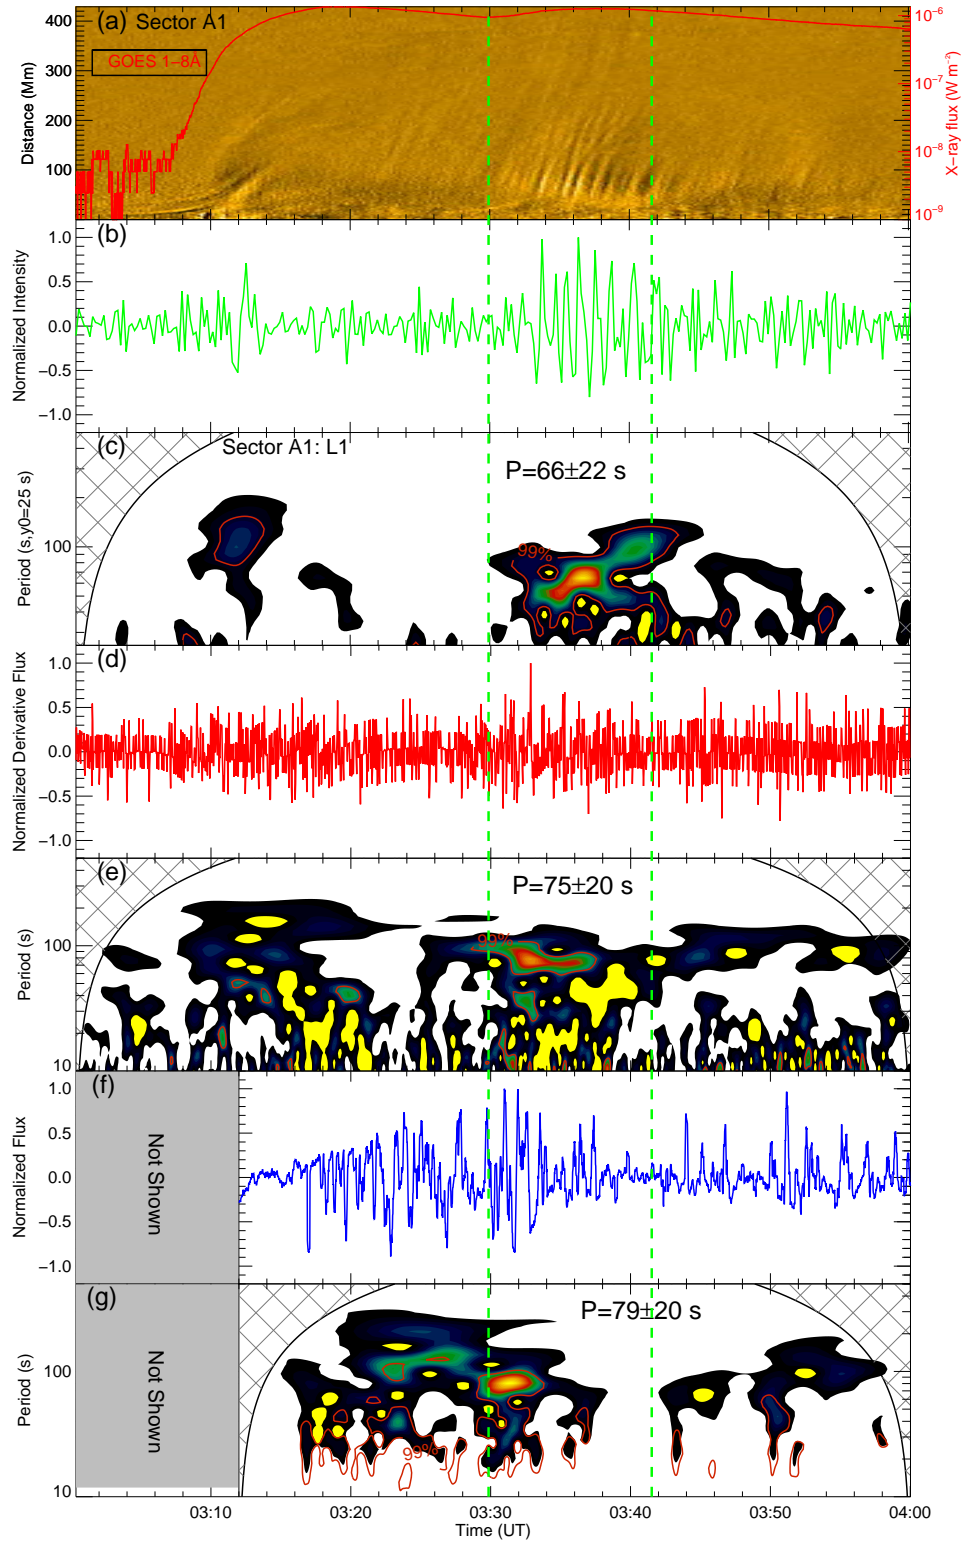 (a) Sector A1
GOES 1–8Å
400
300
200
100
Distance (Mm)
10⁻⁶
10⁻⁷
10⁻⁸
10⁻⁹
X–ray flux (W m⁻²)
(b)
1.0
0.5
0.0
−0.5
−1.0
Normalized Intensity
(c)
Sector A1: L1
P=66±22 s
99%
100
Period (s,y0=25 s)
(d)
1.0
0.5
0.0
−0.5
−1.0
Normalized Derivative Flux
(e)
P=75±20 s
99%
100
10
Period (s)
(f)
1.0
0.5
0.0
−0.5
−1.0
Normalized Flux
Not Shown
(g)
P=79±20 s
99%
100
10
Period (s)
Not Shown
03:10 03:20 03:30 03:40 03:50 04:00
Time (UT)